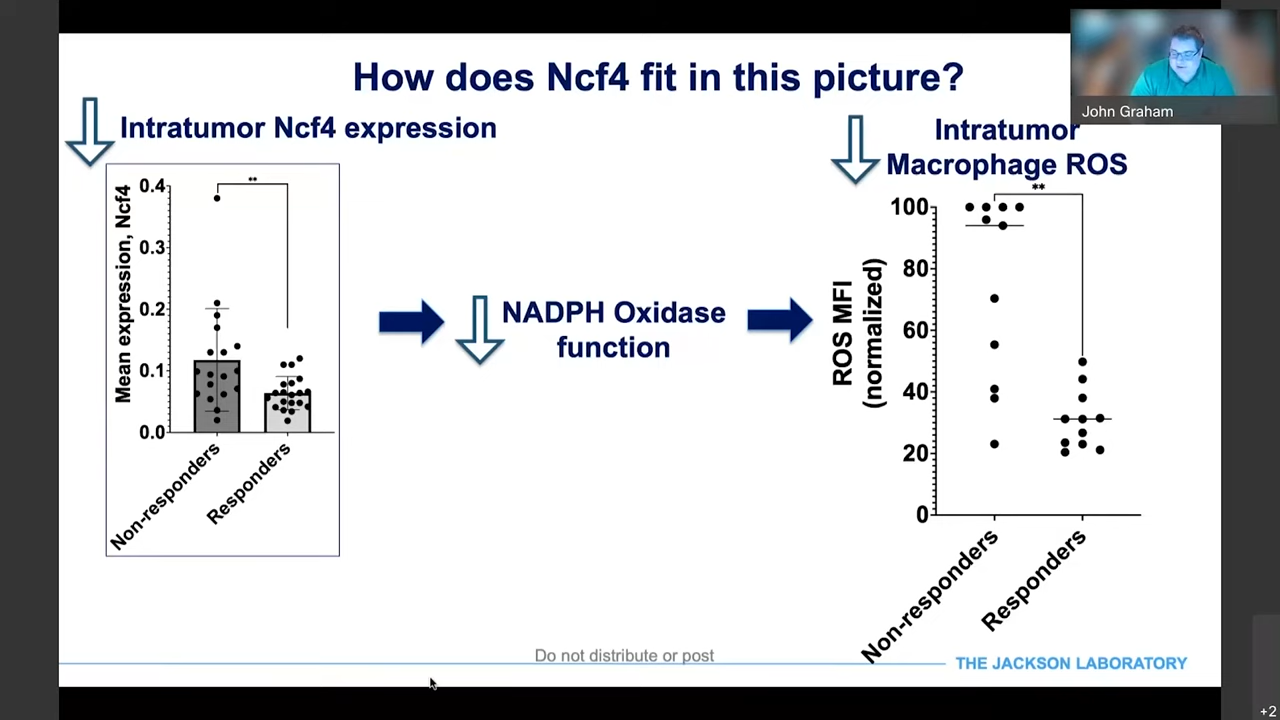 How does Ncf4 fit in this picture?
John Graham
Intratumor Ncf4 expression
Mean expression, Ncf4
0.4
0.3
0.2
0.1
0.0
**
Non-responders
Responders
NADPH Oxidase
function
Intratumor
Macrophage ROS
**
ROS MFI
(normalized)
100
80
60
40
20
0
Non-responders
Responders
Do not distribute or post
THE JACKSON LABORATORY
+2